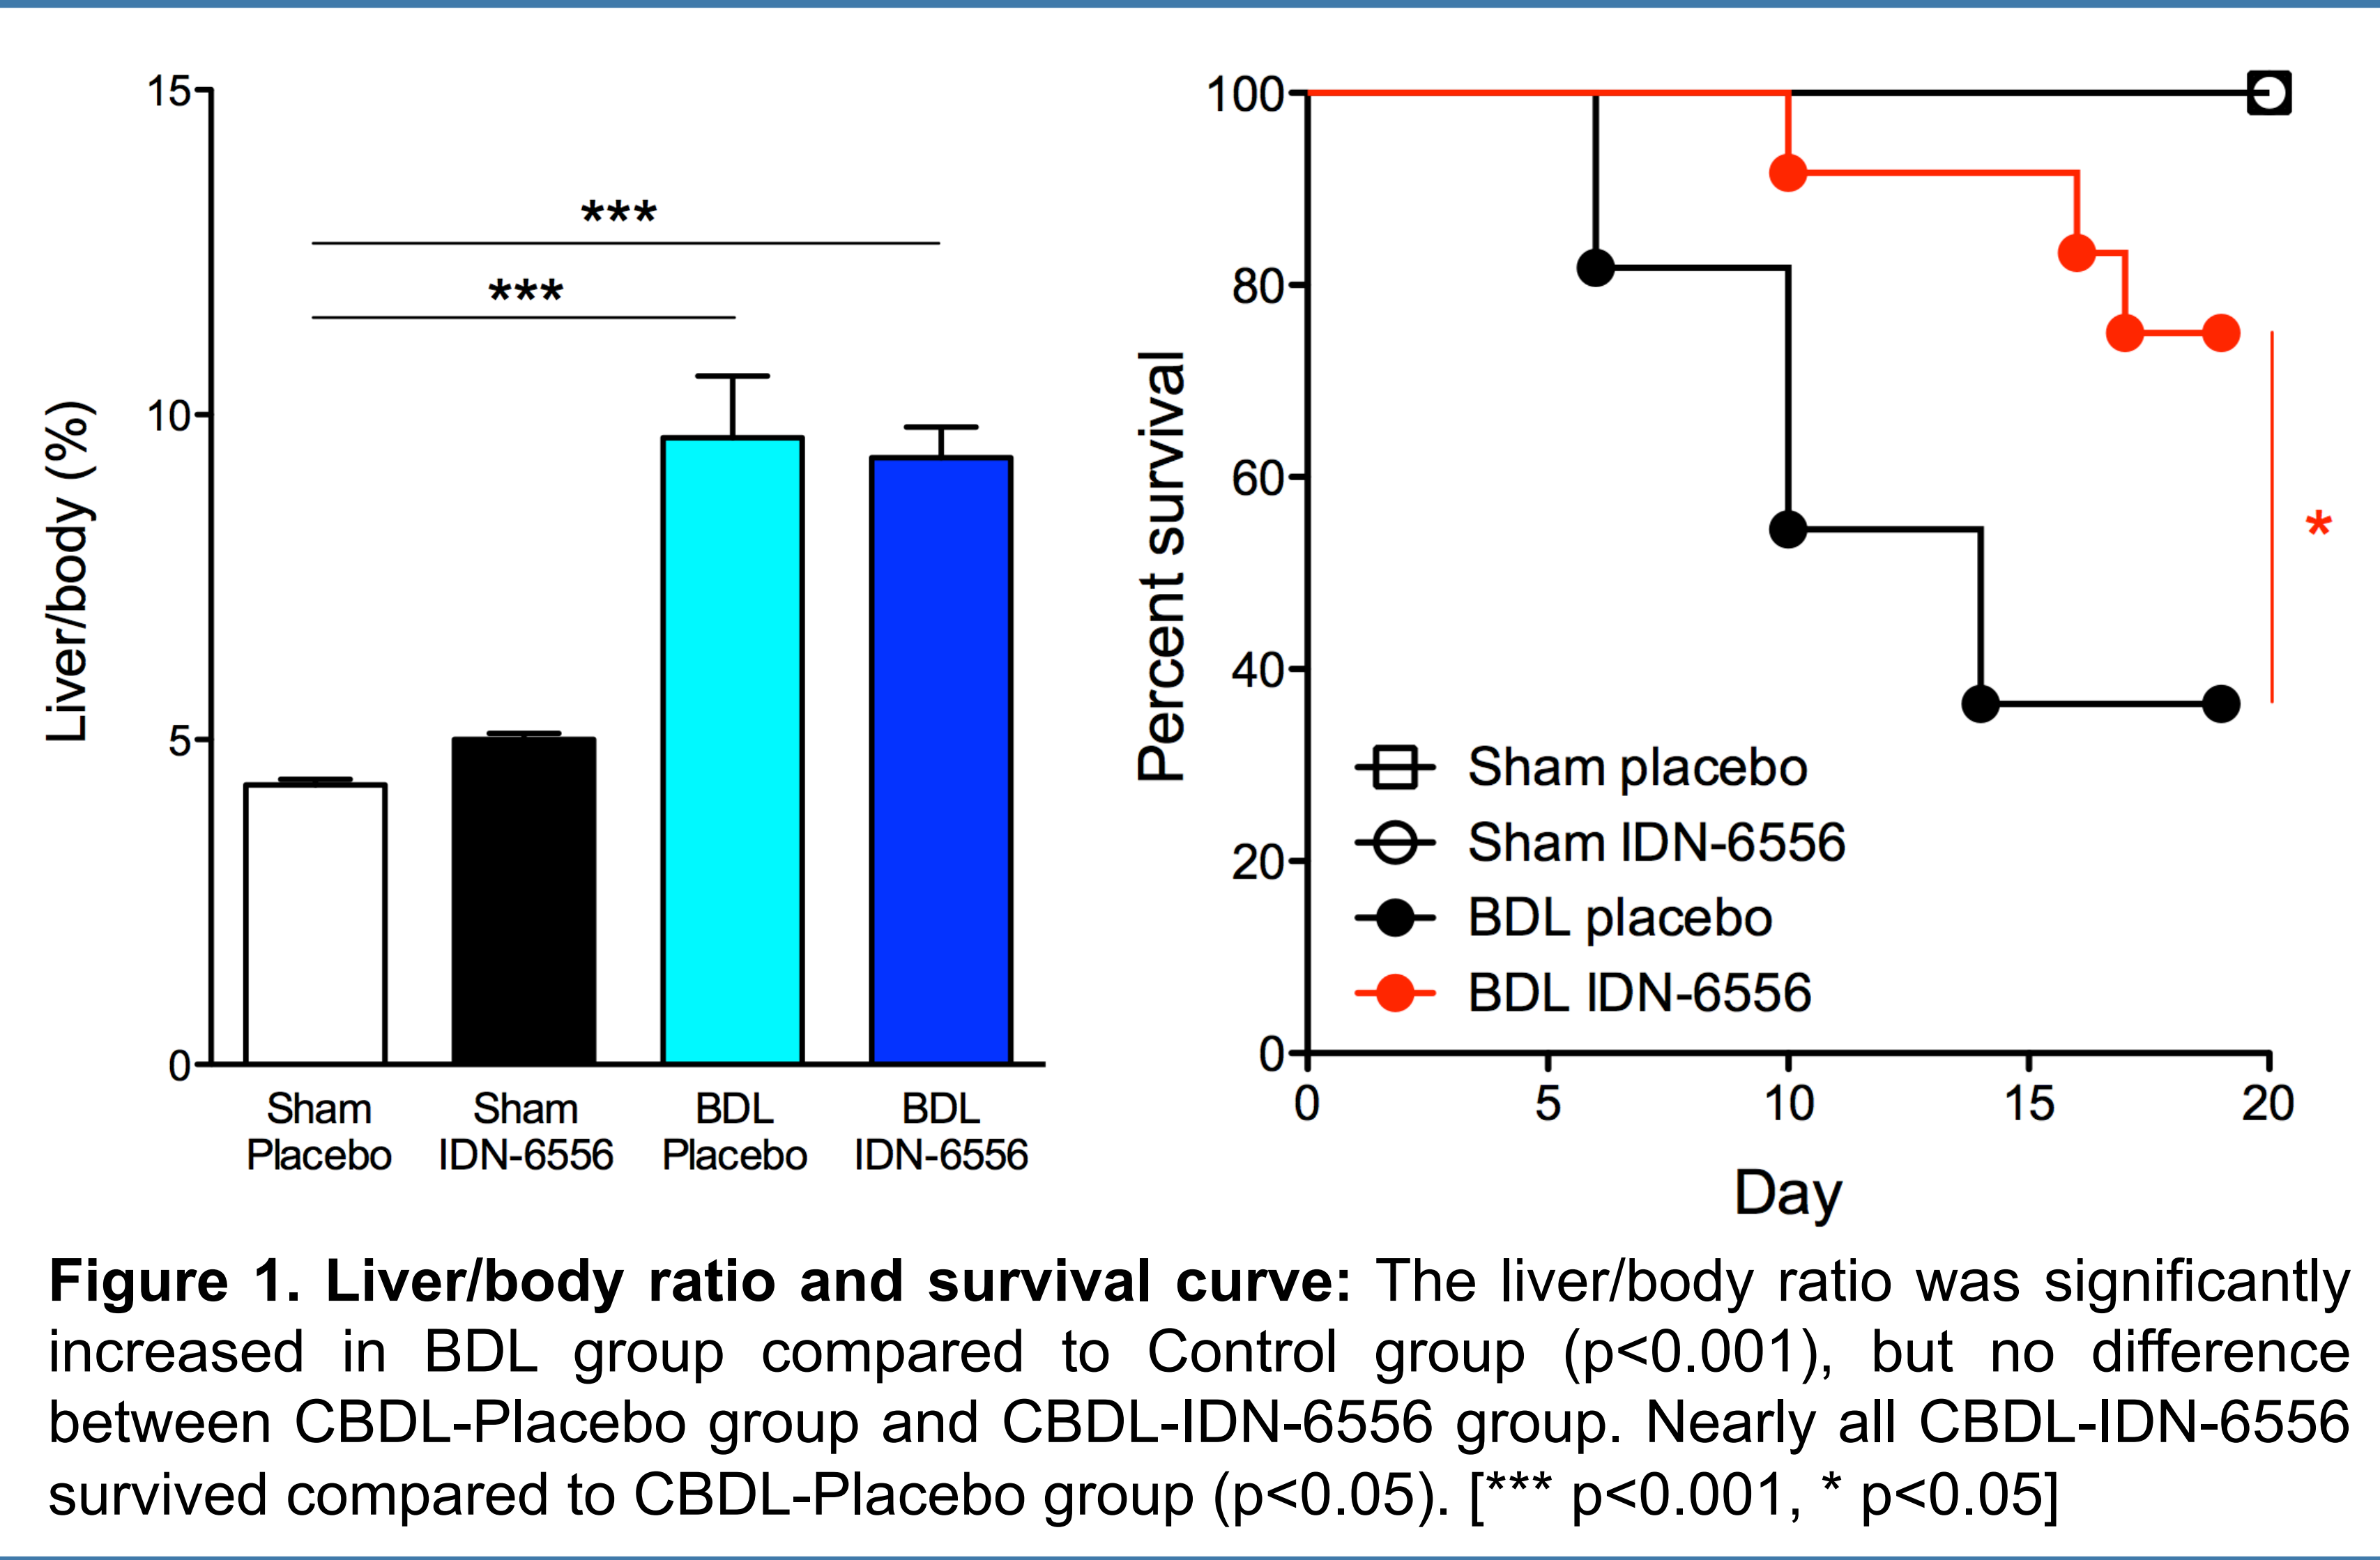 15
10
5
0
Liver/body (%)
***
***
Sham
Placebo
Sham
IDN-6556
BDL
Placebo
BDL
IDN-6556
100
80
60
40
20
0
Percent survival
*
Sham placebo
Sham IDN-6556
BDL placebo
BDL IDN-6556
0 5 10 15 20
Day
Figure 1. Liver/body ratio and survival curve: The liver/body ratio was significantly
increased in BDL group compared to Control group (p<0.001), but no difference
between CBDL-Placebo group and CBDL-IDN-6556 group. Nearly all CBDL-IDN-6556
survived compared to CBDL-Placebo group (p<0.05). [*** p<0.001, * p<0.05]